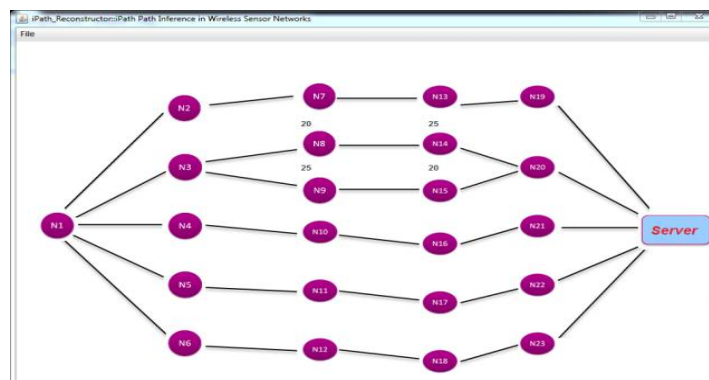 iPath_Reconstructor::iPath Path Inference in Wireless Sensor Networks
File
N7
N13
N19
N2
20
25
N8
N14
N3
25
20
N20
N9
N15
N1
N4
N10
N16
N21
Server
N5
N11
N17
N22
N6
N12
N18
N23